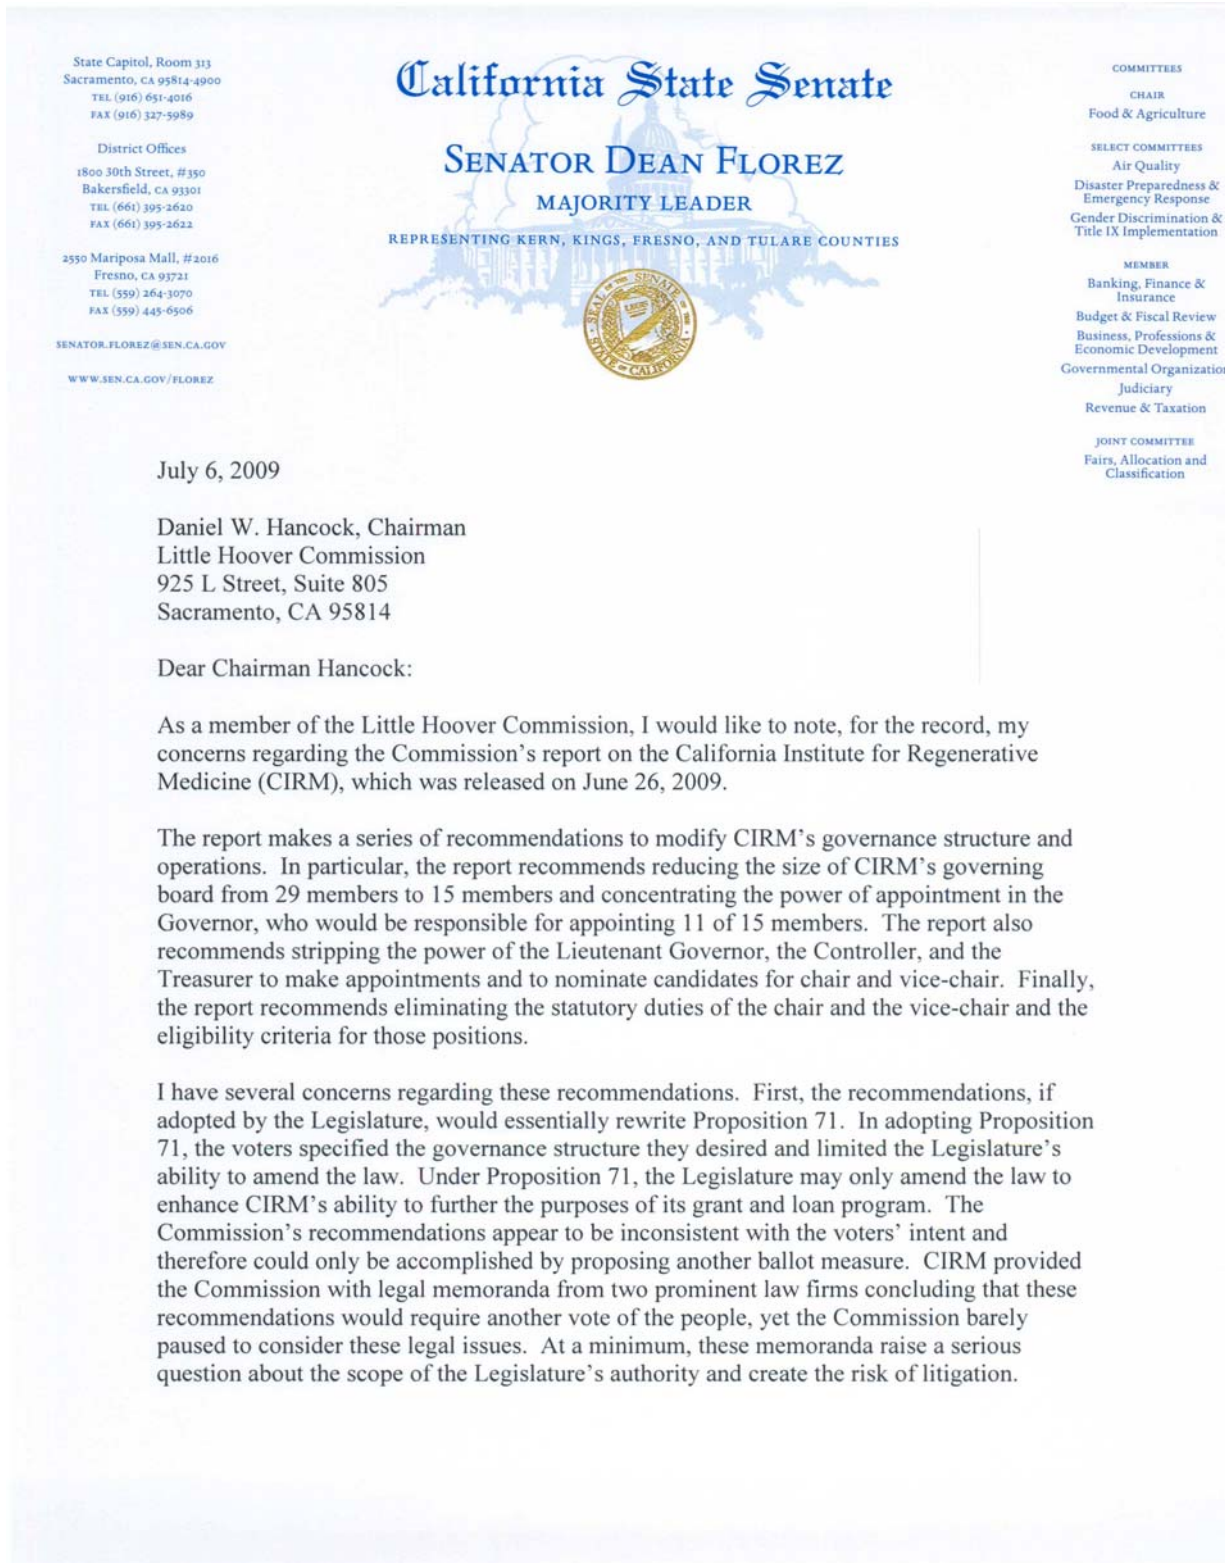 State Capitol, Room 313
Sacramento, CA 95814-4900
TEL (916) 651-4016
FAX (916) 327-5989
District Offices
1800 30th Street, #350
Bakersfield, CA 93301
TEL (661) 395-2620
FAX (661) 395-2622
2550 Mariposa Mall, #2016
Fresno, CA 93721
TEL (559) 264-3070
FAX (559) 445-6506
SENATOR.FLOREZ@SEN.CA.GOV
WWW.SEN.CA.GOV/FLOREZ
California State Senate
SENATOR DEAN FLOREZ
MAJORITY LEADER
REPRESENTING KERN, KINGS, FRESNO, AND TULARE COUNTIES
SEAL OF THE SENATE OF THE STATE OF CALIFORNIA
LEGIS
COMMITTEES
CHAIR
Food & Agriculture
SELECT COMMITTEES
Air Quality
Disaster Preparedness &
Emergency Response
Gender Discrimination &
Title IX Implementation
MEMBER
Banking, Finance &
Insurance
Budget & Fiscal Review
Business, Professions &
Economic Development
Governmental Organization
Judiciary
Revenue & Taxation
JOINT COMMITTEE
Fairs, Allocation and
Classification
July 6, 2009
Daniel W. Hancock, Chairman
Little Hoover Commission
925 L Street, Suite 805
Sacramento, CA 95814
Dear Chairman Hancock:
As a member of the Little Hoover Commission, I would like to note, for the record, my
concerns regarding the Commission's report on the California Institute for Regenerative
Medicine (CIRM), which was released on June 26, 2009.
The report makes a series of recommendations to modify CIRM's governance structure and
operations. In particular, the report recommends reducing the size of CIRM's governing
board from 29 members to 15 members and concentrating the power of appointment in the
Governor, who would be responsible for appointing 11 of 15 members. The report also
recommends stripping the power of the Lieutenant Governor, the Controller, and the
Treasurer to make appointments and to nominate candidates for chair and vice-chair. Finally,
the report recommends eliminating the statutory duties of the chair and the vice-chair and the
eligibility criteria for those positions.
I have several concerns regarding these recommendations. First, the recommendations, if
adopted by the Legislature, would essentially rewrite Proposition 71. In adopting Proposition
71, the voters specified the governance structure they desired and limited the Legislature's
ability to amend the law. Under Proposition 71, the Legislature may only amend the law to
enhance CIRM's ability to further the purposes of its grant and loan program. The
Commission's recommendations appear to be inconsistent with the voters' intent and
therefore could only be accomplished by proposing another ballot measure. CIRM provided
the Commission with legal memoranda from two prominent law firms concluding that these
recommendations would require another vote of the people, yet the Commission barely
paused to consider these legal issues. At a minimum, these memoranda raise a serious
question about the scope of the Legislature's authority and create the risk of litigation.